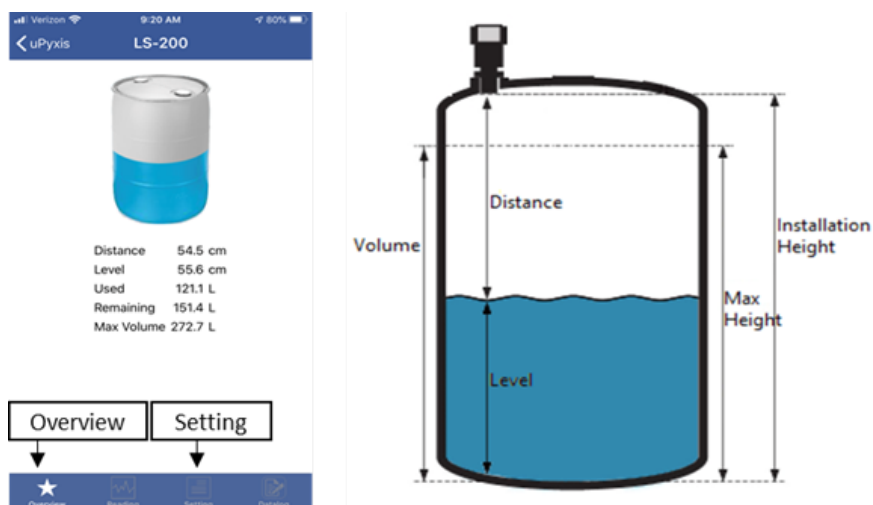 Verizon 9:20 AM 80%
uPyxis LS-200
Distance 54.5 cm
Level 55.6 cm
Used 121.1 L
Remaining 151.4 L
Max Volume 272.7 L
Overview Setting
Overview Reading Setting Datalog
Distance
Volume
Installation
Height
Max
Height
Level